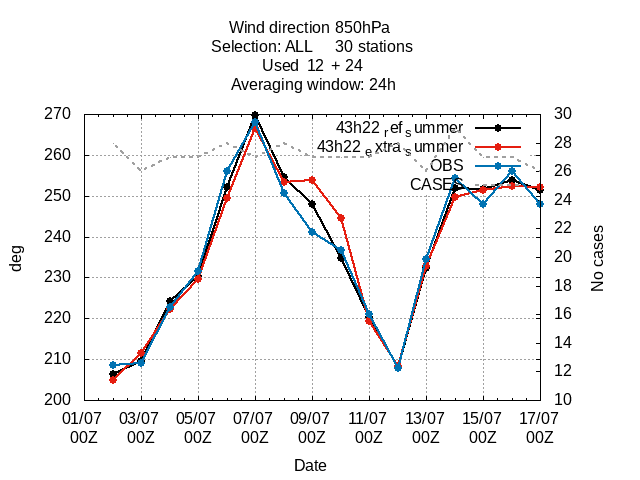 Wind direction 850hPa
Selection: ALL 30 stations
Used 12 + 24
Averaging window: 24h
270 260 250 240 230 220 210 200
deg
43h22 ref summer
43h22 extra summer
OBS
CASES
30 28 26 24 22 20 18 16 14 12 10
No cases
01/07 03/07 05/07 07/07 09/07 11/07 13/07 15/07 17/07
00Z 00Z 00Z 00Z 00Z 00Z 00Z 00Z 00Z
Date